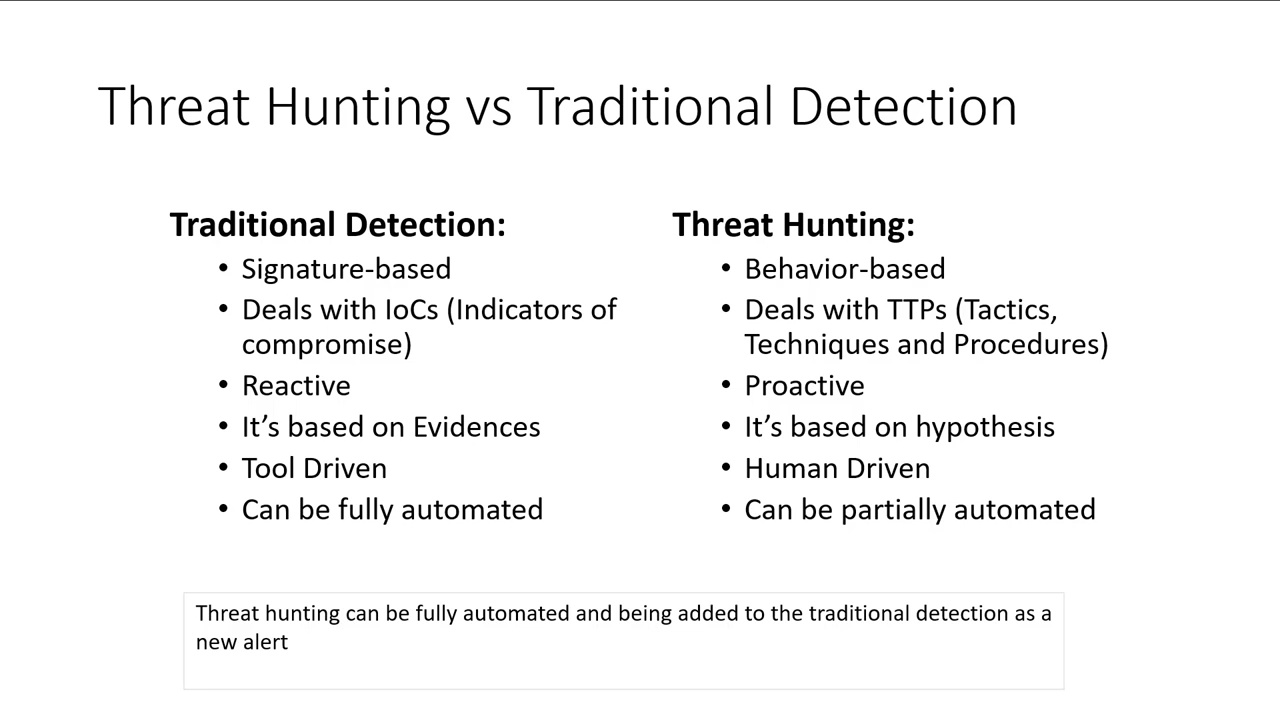 Threat Hunting vs Traditional Detection
Traditional Detection:
• Signature-based
• Deals with IoCs (Indicators of
compromise)
• Reactive
• It’s based on Evidences
• Tool Driven
• Can be fully automated
Threat Hunting:
• Behavior-based
• Deals with TTPs (Tactics,
Techniques and Procedures)
• Proactive
• It’s based on hypothesis
• Human Driven
• Can be partially automated
Threat hunting can be fully automated and being added to the traditional detection as a
new alert